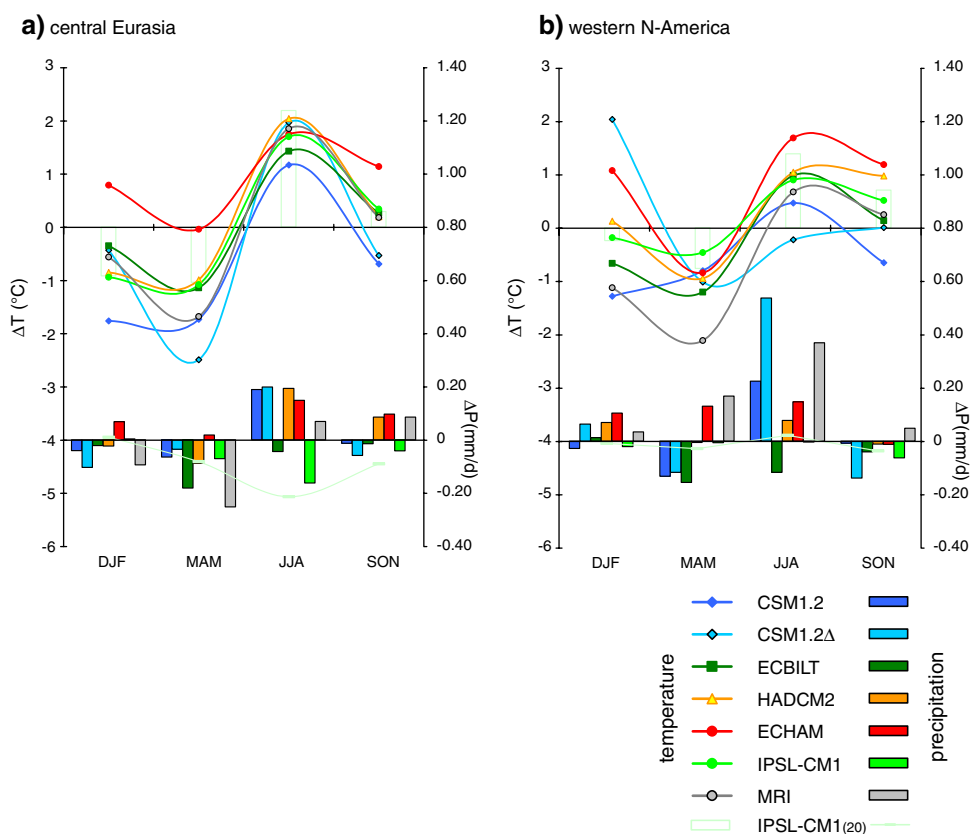 a) central Eurasia
b) western N-America
3
2
1
0
-1
-2
-3
-4
-5
-6
ΔT (°C)
1.40
1.20
1.00
0.80
0.60
0.40
0.20
0
-0.20
-0.40
ΔP(mm/d)
DJF MAM JJA SON
3
2
1
0
-1
-2
-3
-4
-5
-6
ΔT (°C)
1.40
1.20
1.00
0.80
0.60
0.40
0.20
0
-0.20
-0.40
ΔP(mm/d)
DJF MAM JJA SON
temperature
CSM1.2
CSM1.2Δ
ECBILT
HADCM2
ECHAM
IPSL-CM1
MRI
IPSL-CM1(20)
precipitation